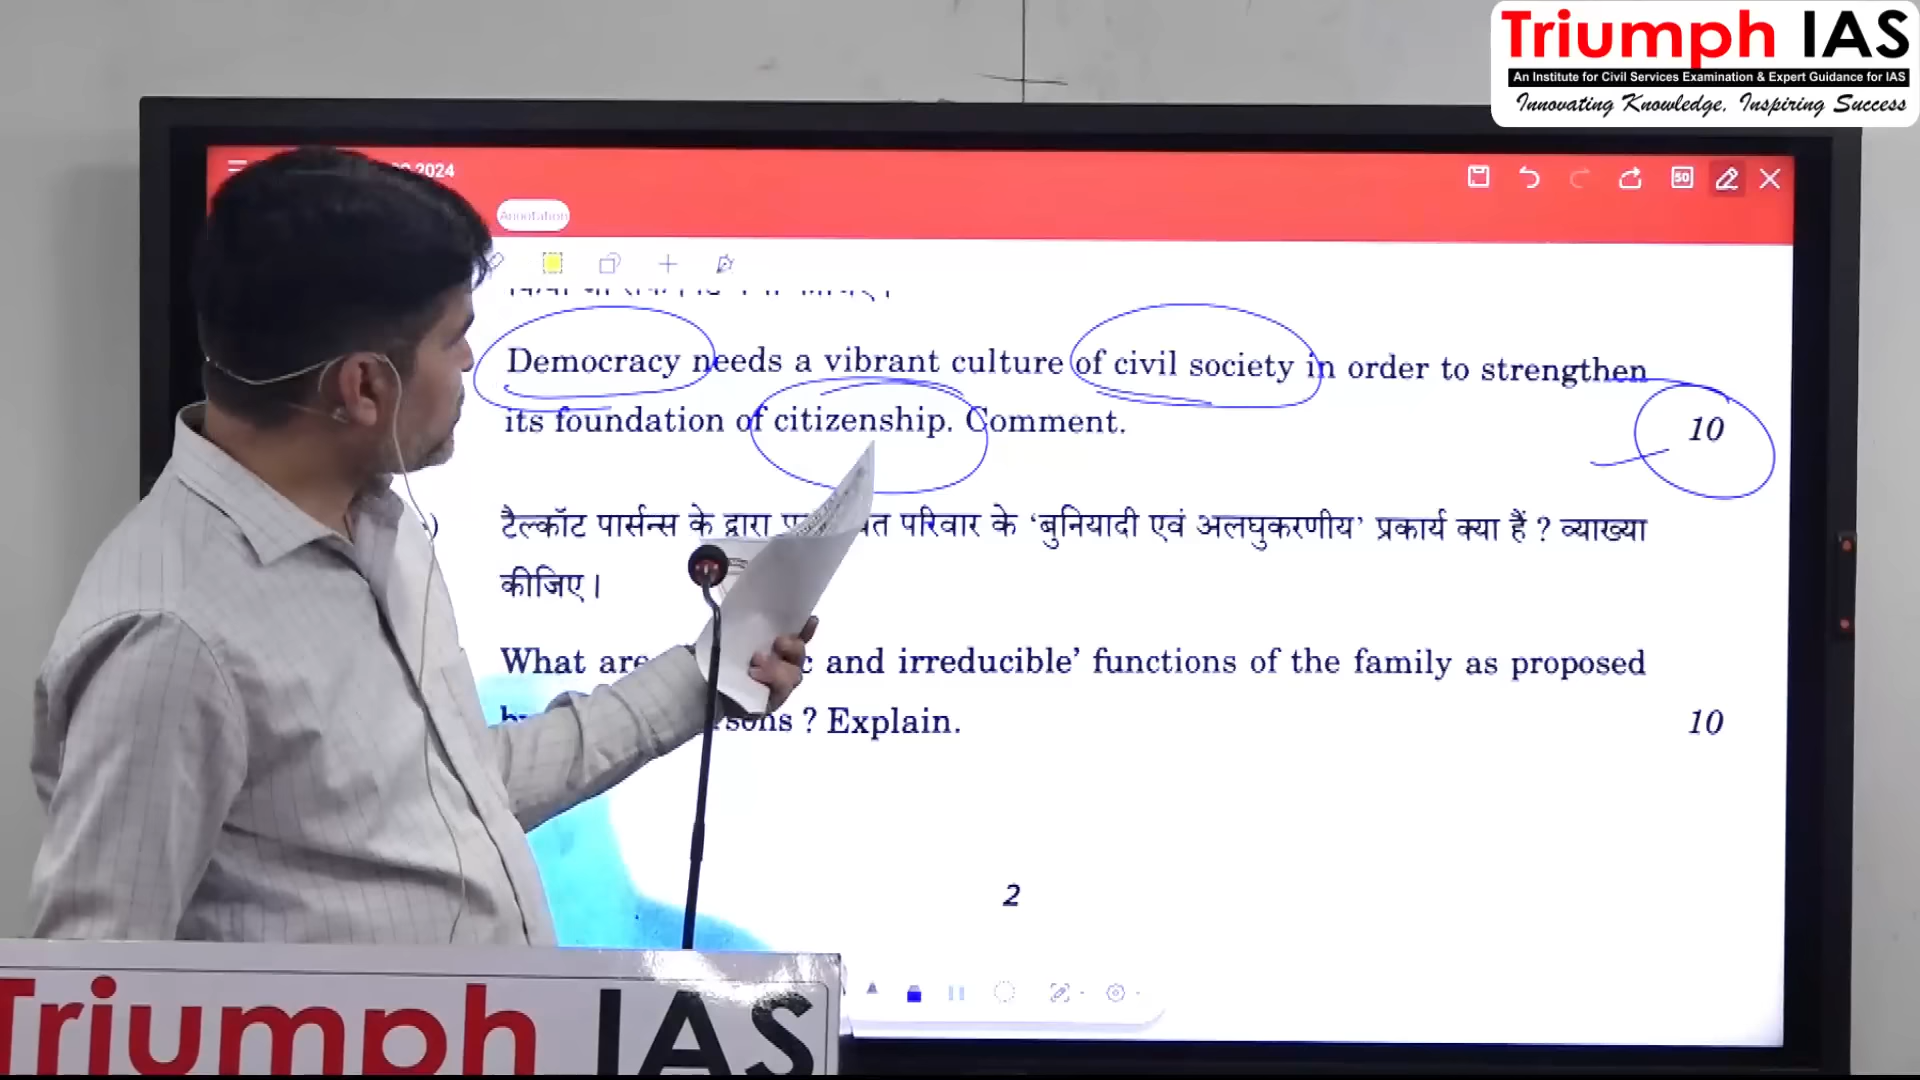 Triumph IAS
An Institute for Civil Services Examination & Expert Guidance for IAS
Innovating Knowledge, Inspiring Success
2024
Annotation
50
Democracy needs a vibrant culture of civil society in order to strengthen
its foundation of citizenship. Comment. 10
टैल्कॉट पार्सन्स के द्वारा परिवार के ‘बुनियादी एवं अलघुकरणीय’ प्रकार्य क्या हैं ? व्याख्या
कीजिए।
What are and irreducible’ functions of the family as proposed
? Explain. 10
2
Triumph IAS